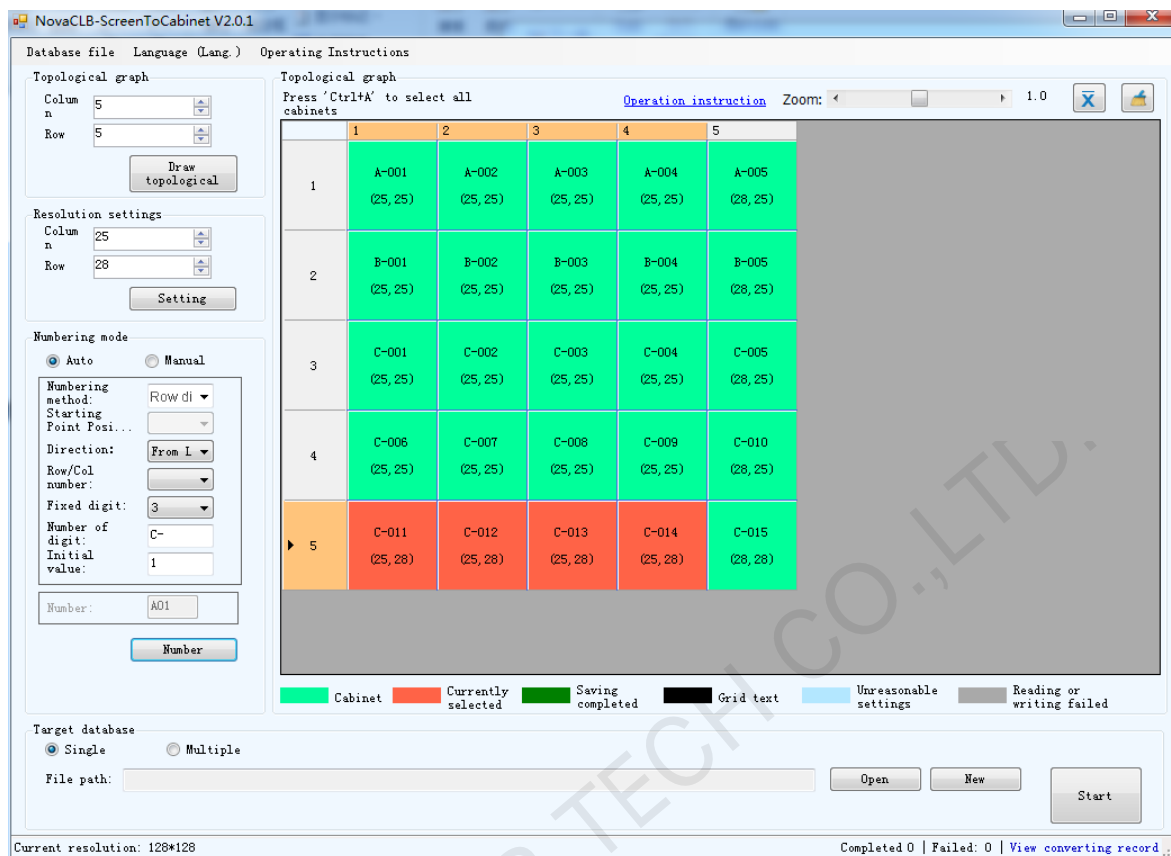 NovaCLB-ScreenToCabinet V2.0.1
Database file Language (Lang.) Operating Instructions
Topological graph
Colum
n
5
Row 5
Draw
topological
Resolution settings
Colum
n
25
Row 28
Setting
Numbering mode
Auto Manual
Numbering
method:
Row di
Starting
Point Posi...
Direction: From L
Row/Col
number:
Fixed digit: 3
Number of
digit:
C-
Initial
value:
1
Number: A01
Number
Topological graph
Press 'Ctrl+A' to select all
cabinets
Operation instruction Zoom: 1.0
1 2 3 4 5
1
A-001 A-002 A-003 A-004 A-005
(25, 25) (25, 25) (25, 25) (25, 25) (28, 25)
2
B-001 B-002 B-003 B-004 B-005
(25, 25) (25, 25) (25, 25) (25, 25) (28, 25)
3
C-001 C-002 C-003 C-004 C-005
(25, 25) (25, 25) (25, 25) (25, 25) (28, 25)
4
C-006 C-007 C-008 C-009 C-010
(25, 25) (25, 25) (25, 25) (25, 25) (28, 25)
5
C-011 C-012 C-013 C-014 C-015
(25, 28) (25, 28) (25, 28) (25, 28) (28, 28)
Cabinet
Currently
selected
Saving
completed
Grid text
Unreasonable
settings
Reading or
writing failed
Target database
Single Multiple
File path: Open New
Start
Current resolution: 128*128 Completed 0 | Failed: 0 | View converting record
TECH CO.,LTD.